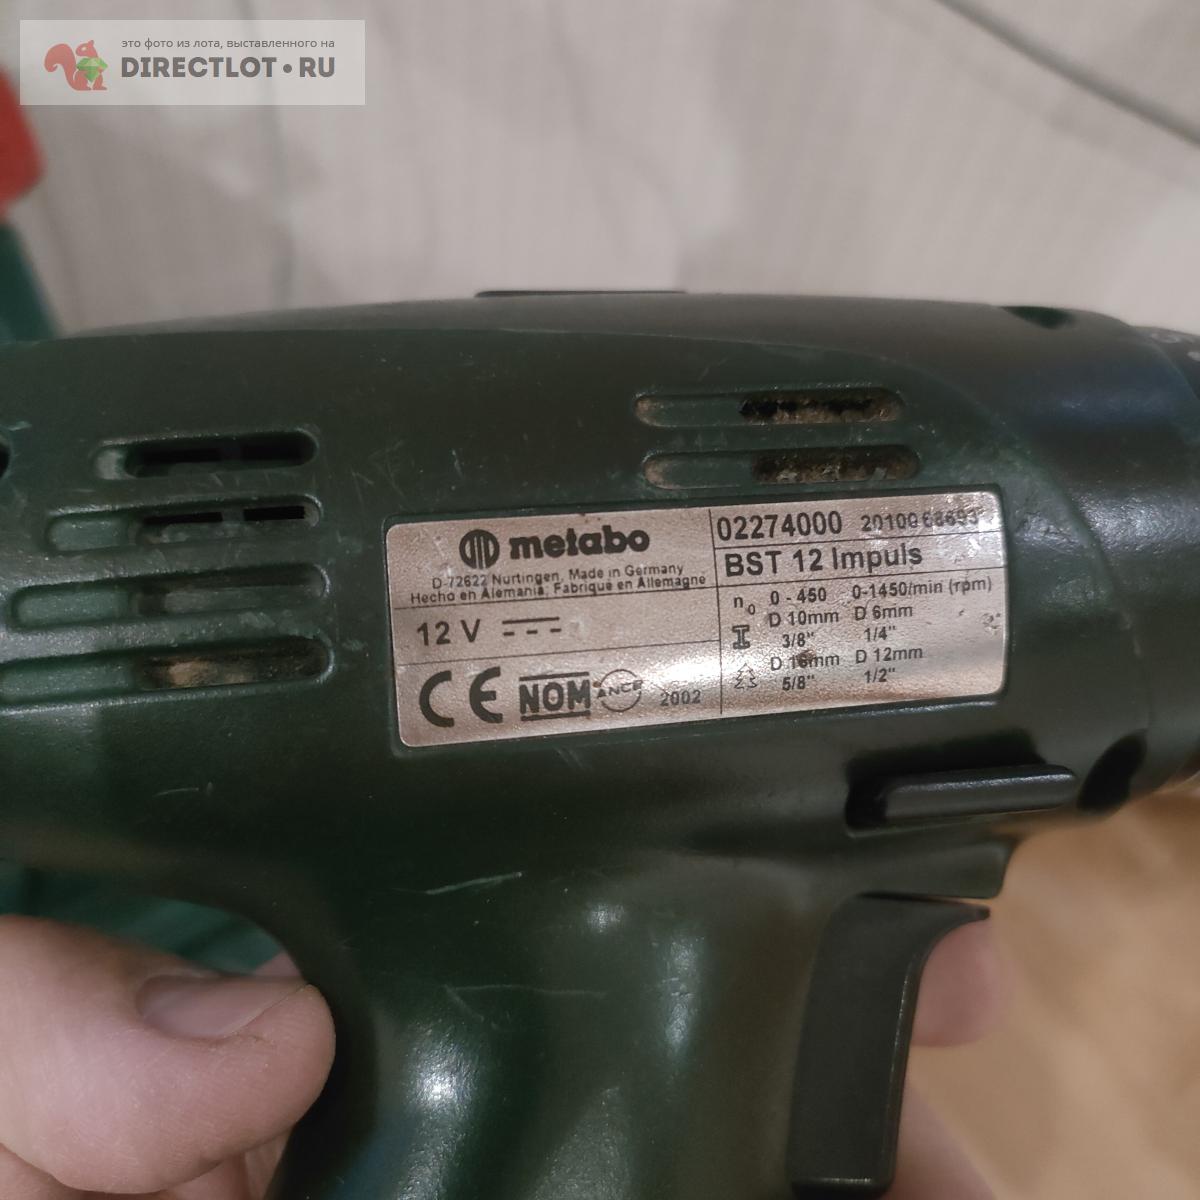 это фото из лота, выставленного на
DIRECTLOT•RU
metabo
D-72622 Nürtingen, Made in Germany
Hecho en Alemania; Fabriqué en Allemagne
12 V
CE NOM ANCE 2002
02274000
BST 12 Impuls
n₀ 0 - 450 0-1450/min (rpm)
D 10mm D 6mm
3/8" 1/4"
D 16mm D 12mm
5/8" 1/2"